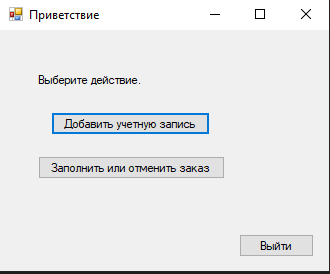 Приветствие
Выберите действие.
Добавить учетную запись
Заполнить или отменить заказ
Выйти